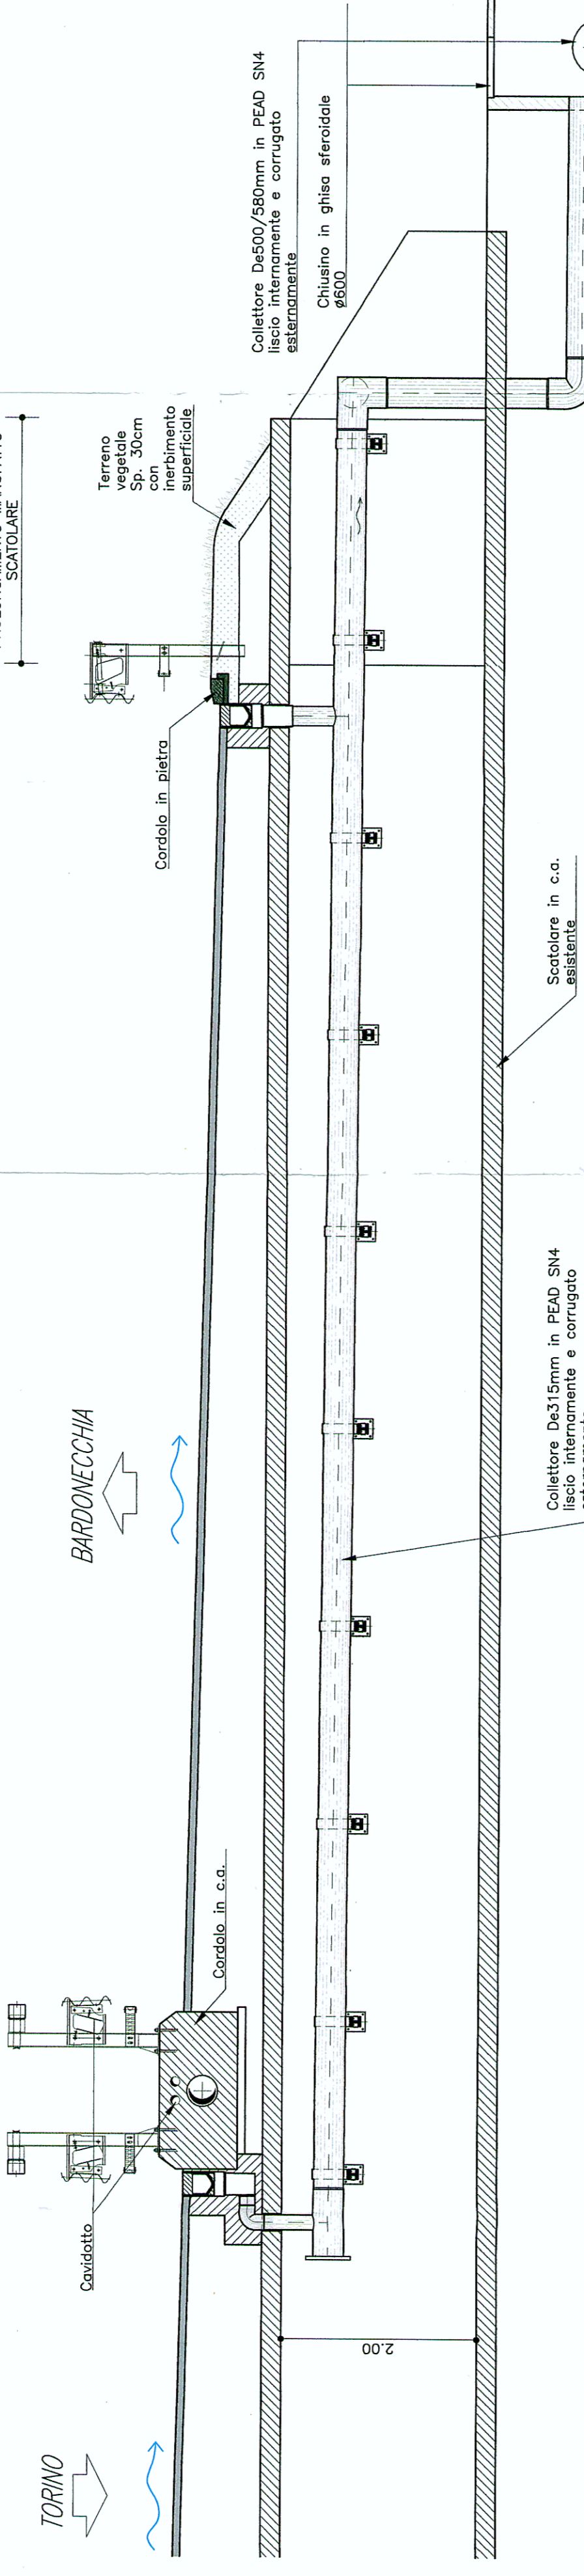 Collettore De500/580mm in PEAD SN4
liscio internamente e corrugato
esternamente
Chiusino in ghisa sferoidale
ø600
SCATOLARE
Terreno
vegetale
Sp. 30cm
con
inerbimento
superficiale
Cordolo in pietra
Scatolare in c.a.
esistente
Collettore De315mm in PEAD SN4
liscio internamente e corrugato
BARDONECCHIA
Cordolo in c.a.
Cavidotto
2.00
TORINO